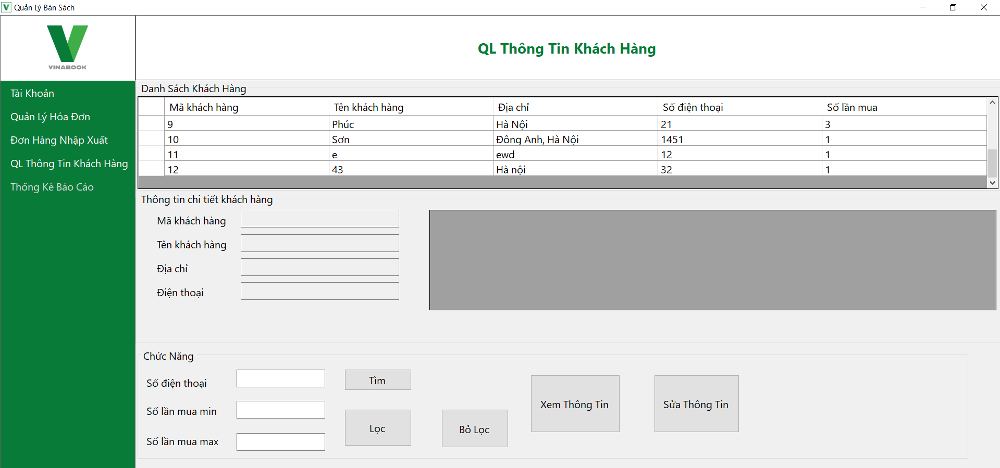 Quản Lý Bán Sách
VINABOOK
QL Thông Tin Khách Hàng
Tài Khoản
Quản Lý Hóa Đơn
Đơn Hàng Nhập Xuất
QL Thông Tin Khách Hàng
Thống Kê Báo Cáo
Danh Sách Khách Hàng
Mã khách hàng Tên khách hàng Địa chỉ Số điện thoại Số lần mua
9 Phúc Hà Nội 21 3
10 Sơn Đông Anh, Hà Nội 1451 1
11 e ewd 12 1
12 43 Hà nội 32 1
Thông tin chi tiết khách hàng
Mã khách hàng
Tên khách hàng
Địa chỉ
Điện thoại
Chức Năng
Số điện thoại Tìm
Số lần mua min
Số lần mua max
Lọc
Bỏ Lọc
Xem Thông Tin
Sửa Thông Tin